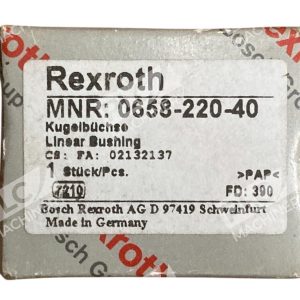 Rexroth
MNR: 0658-220-40
Kugelbüchse
Linear Bushing
CS: FA: 02132137
1 Stück/Pcs. >PAP<
7210 FD: 390
Bosch Rexroth AG D 97419 Schweinfurt
Made in Germany